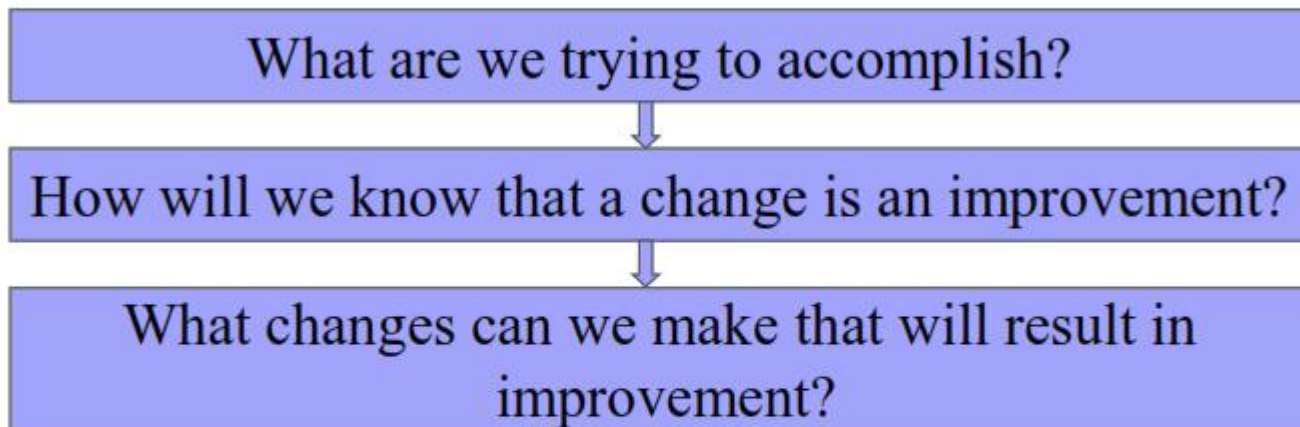 What are we trying to accomplish?
How will we know that a change is an improvement?
What changes can we make that will result in
improvement?